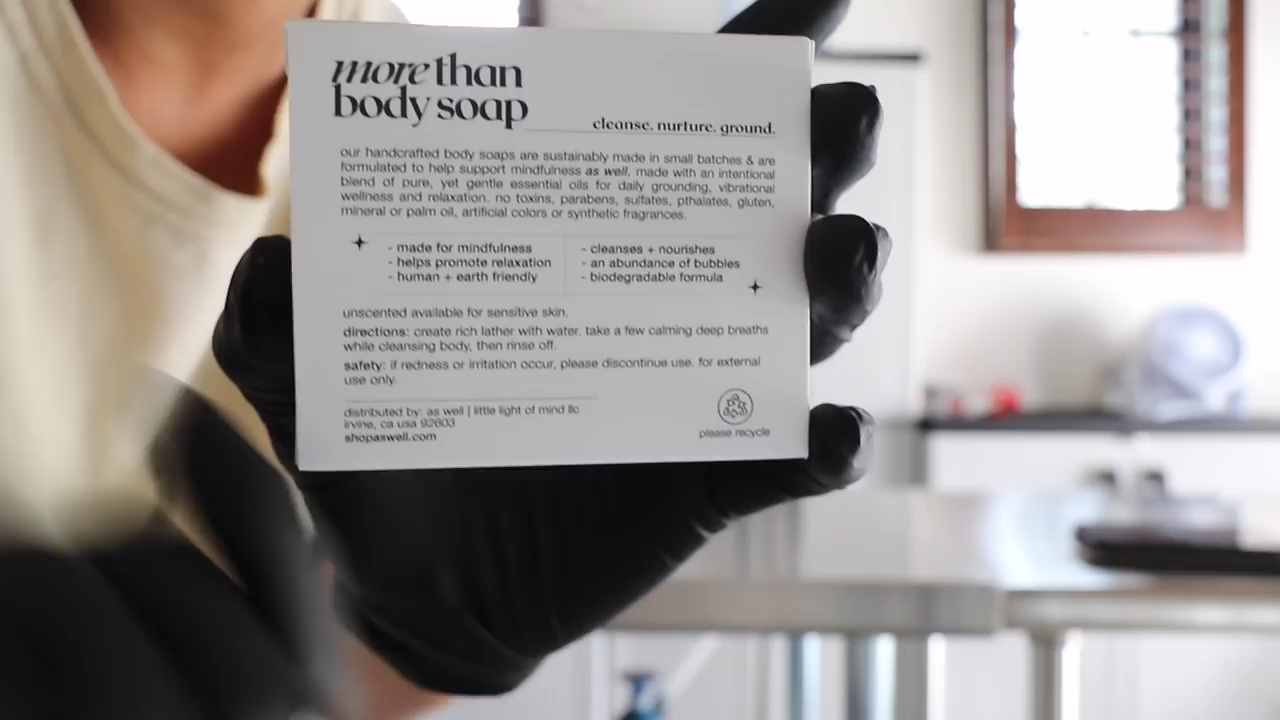 more than
body soap
cleanse. nurture. ground.
our handcrafted body soaps are sustainably made in small batches & are
formulated to help support mindfulness as well. made with an intentional
blend of pure, yet gentle essential oils for daily grounding, vibrational
wellness and relaxation. no toxins, parabens, sulfates, pthalates, gluten,
mineral or palm oil, artificial colors or synthetic fragrances.
- made for mindfulness
- helps promote relaxation
- human + earth friendly
- cleanses + nourishes
- an abundance of bubbles
- biodegradable formula
unscented available for sensitive skin.
directions: create rich lather with water. take a few calming deep breaths
while cleansing body, then rinse off.
safety: if redness or irritation occur, please discontinue use. for external
use only.
distributed by: as well | little light of mind llc
irvine, ca usa 92603
shopaswell.com
please recycle